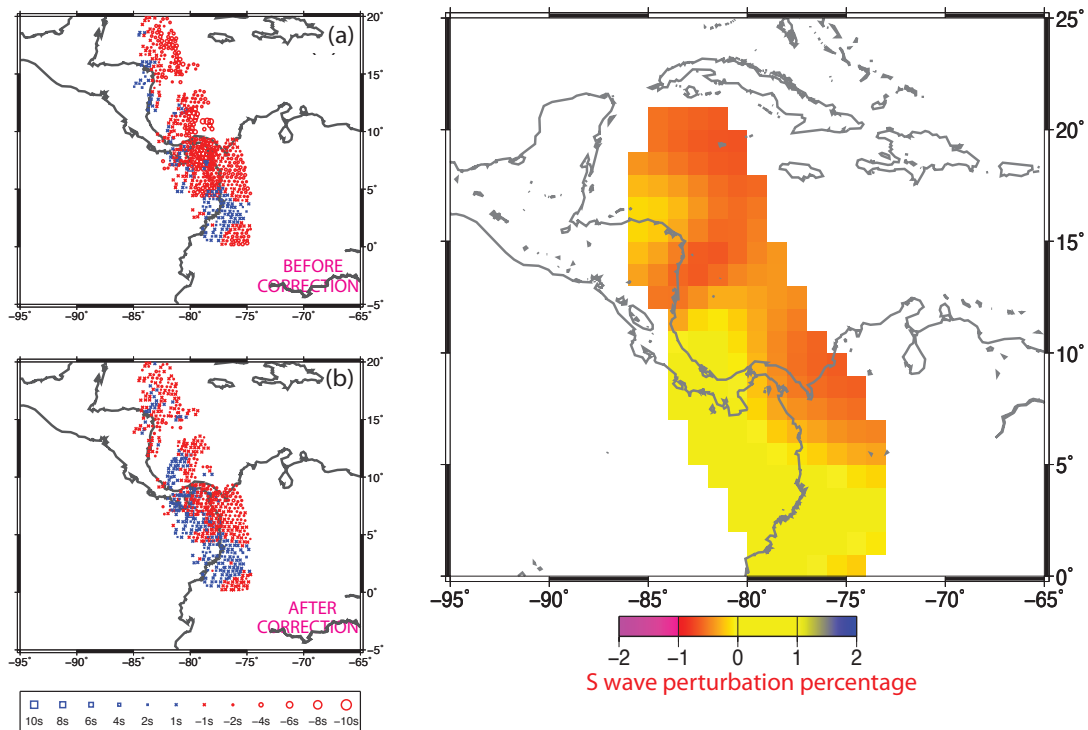 20°
15°
10°
5°
0°
−5°
(a)
BEFORE
CORRECTION
−95° −90° −85° −80° −75° −70° −65°
20°
15°
10°
5°
0°
−5°
(b)
AFTER
CORRECTION
−95° −90° −85° −80° −75° −70° −65°
10s 8s 6s 4s 2s 1s −1s −2s −4s −6s −8s −10s
25°
20°
15°
10°
5°
0°
−95° −90° −85° −80° −75° −70° −65°
−2 −1 0 1 2
S wave perturbation percentage